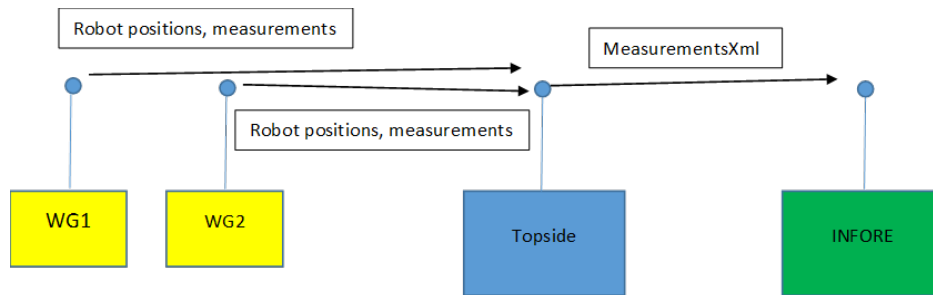 Robot positions, measurements
MeasurementsXml
Robot positions, measurements
WG1
WG2
Topside
INFORE